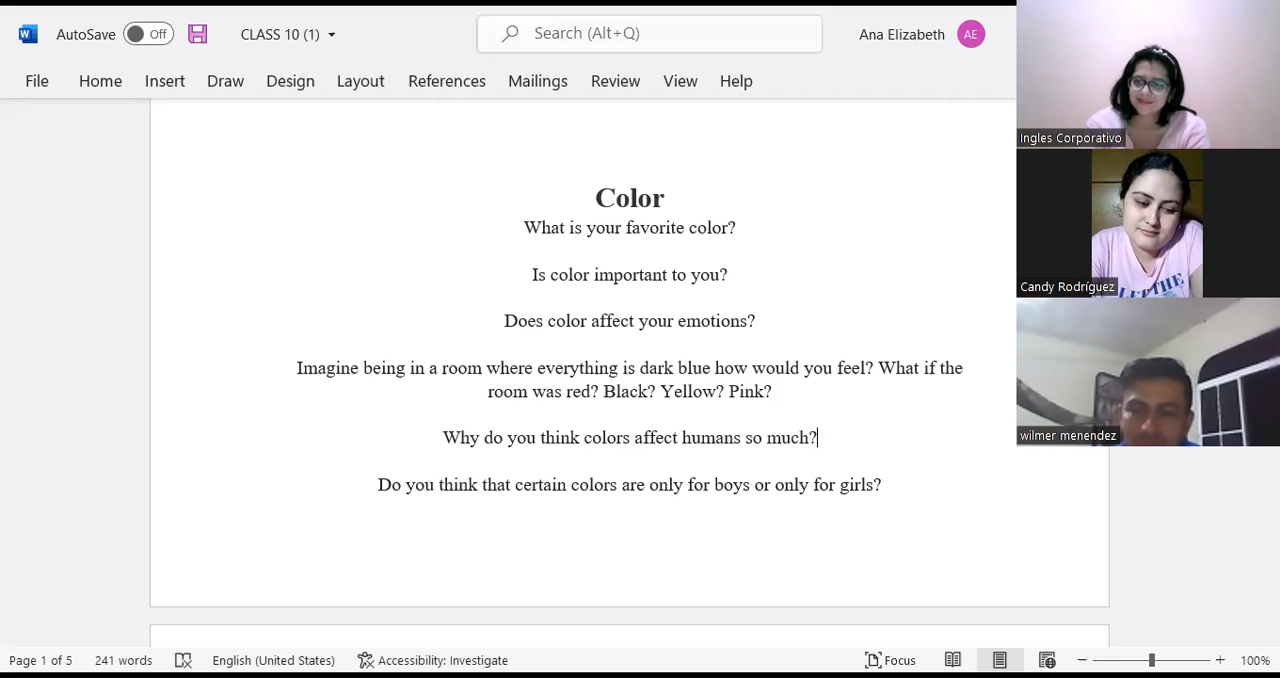 AutoSave Off CLASS 10 (1) Search (Alt+Q) Ana Elizabeth AE
File Home Insert Draw Design Layout References Mailings Review View Help
Color
What is your favorite color?
Is color important to you?
Does color affect your emotions?
Imagine being in a room where everything is dark blue how would you feel? What if the
room was red? Black? Yellow? Pink?
Why do you think colors affect humans so much?
Do you think that certain colors are only for boys or only for girls?
Ingles Corporativo
Candy Rodríguez
wilmer menendez
Page 1 of 5 241 words English (United States) Accessibility: Investigate Focus 100%